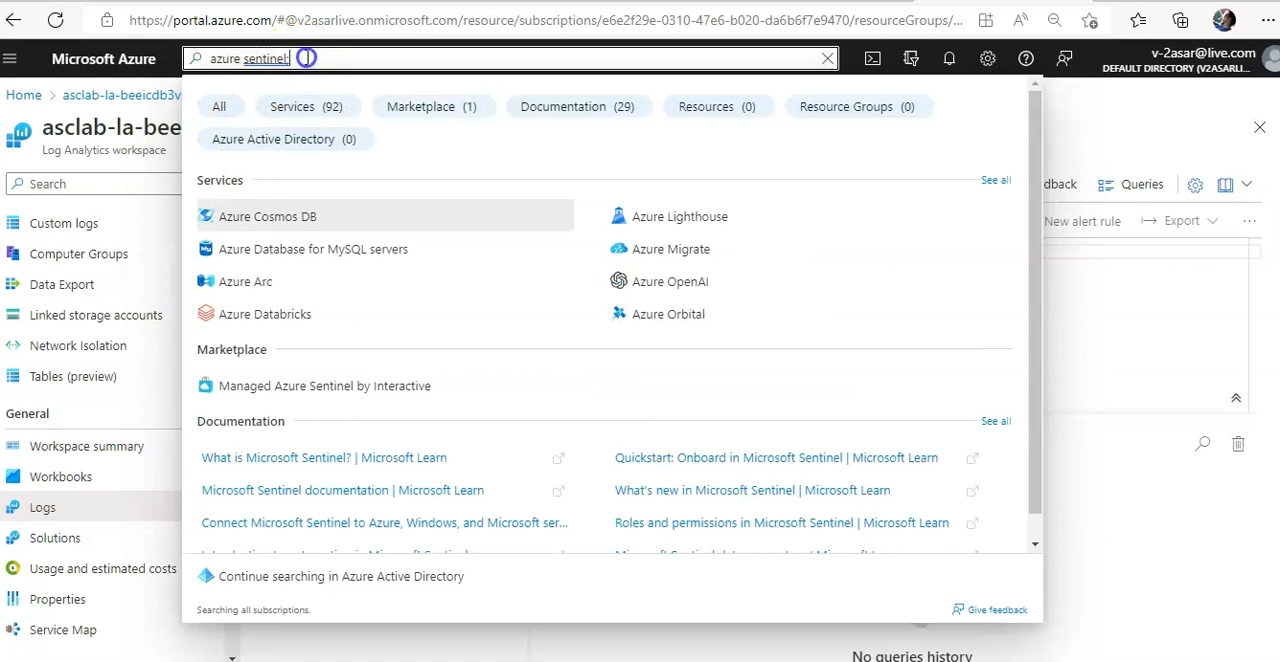 https://portal.azure.com/#@v2asarlive.onmicrosoft.com/resource/subscriptions/e6e2f29e-0310-47e6-b020-da6b6f7e9470/resourceGroups/...
Microsoft Azure
azure sentinel:
v-2asar@live.com
DEFAULT DIRECTORY (V2ASARLIVE....
Home > asclab-la-beeicdb3v
asclab-la-bee
Log Analytics workspace
Search
Custom logs
Computer Groups
Data Export
Linked storage accounts
Network Isolation
Tables (preview)
General
Workspace summary
Workbooks
Logs
Solutions
Usage and estimated costs
Properties
Service Map
All
Services (92)
Marketplace (1)
Documentation (29)
Resources (0)
Resource Groups (0)
Azure Active Directory (0)
Services
See all
Azure Cosmos DB
Azure Lighthouse
Azure Database for MySQL servers
Azure Migrate
Azure Arc
Azure OpenAI
Azure Databricks
Azure Orbital
Marketplace
Managed Azure Sentinel by Interactive
Documentation
See all
What is Microsoft Sentinel? | Microsoft Learn
Quickstart: Onboard in Microsoft Sentinel | Microsoft Learn
Microsoft Sentinel documentation | Microsoft Learn
What's new in Microsoft Sentinel | Microsoft Learn
Connect Microsoft Sentinel to Azure, Windows, and Microsoft ser...
Roles and permissions in Microsoft Sentinel | Microsoft Learn
Continue searching in Azure Active Directory
Searching all subscriptions.
Give feedback
dback
Queries
New alert rule
Export
No queries history